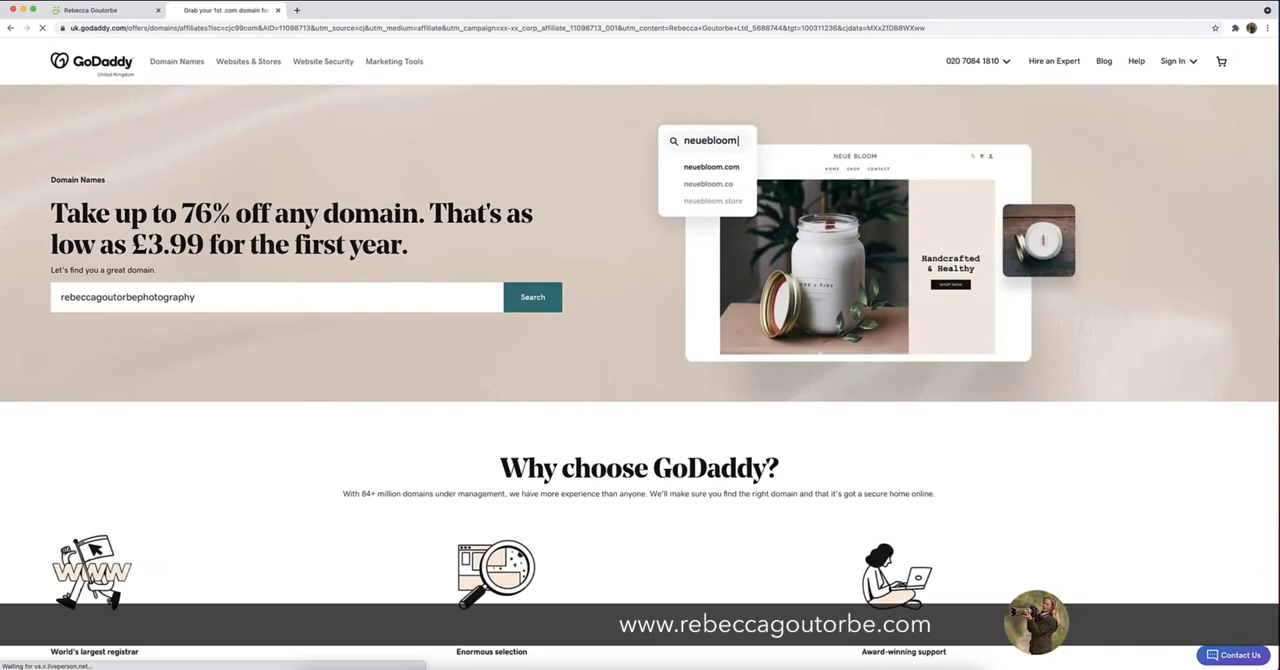 Rebecca Goutorbe
Grab your 1st .com domain for
uk.godaddy.com/offers/domains/affiliates?isc=cjc99com&AID=11098713&utm_source=cj&utm_medium=affiliate&utm_campaign=xx-xx_corp_affiliate_11098713_001&utm_content=Rebecca+Goutorbe+Ltd_5688744&tgt=100311236&cjdata=MXxZfDB8WXww
GoDaddy
United Kingdom
Domain Names
Websites & Stores
Website Security
Marketing Tools
020 7084 1810
Hire an Expert
Blog
Help
Sign In
Domain Names
Take up to 76% off any domain. That's as
low as £3.99 for the first year.
Let's find you a great domain.
rebeccagoutorbephotography
Search
neuebloom
neuebloom.com
neuebloom.co
neuebloom.store
NEUE BLOOM
HOME SHOP CONTACT
Handcrafted
& Healthy
SHOP NOW
Why choose GoDaddy?
With 84+ million domains under management, we have more experience than anyone. We'll make sure you find the right domain and that it's got a secure home online.
WWW
www.rebeccagoutorbe.com
World's largest registrar
Enormous selection
Award-winning support
Contact Us
Waiting for va.v.liveperson.net...